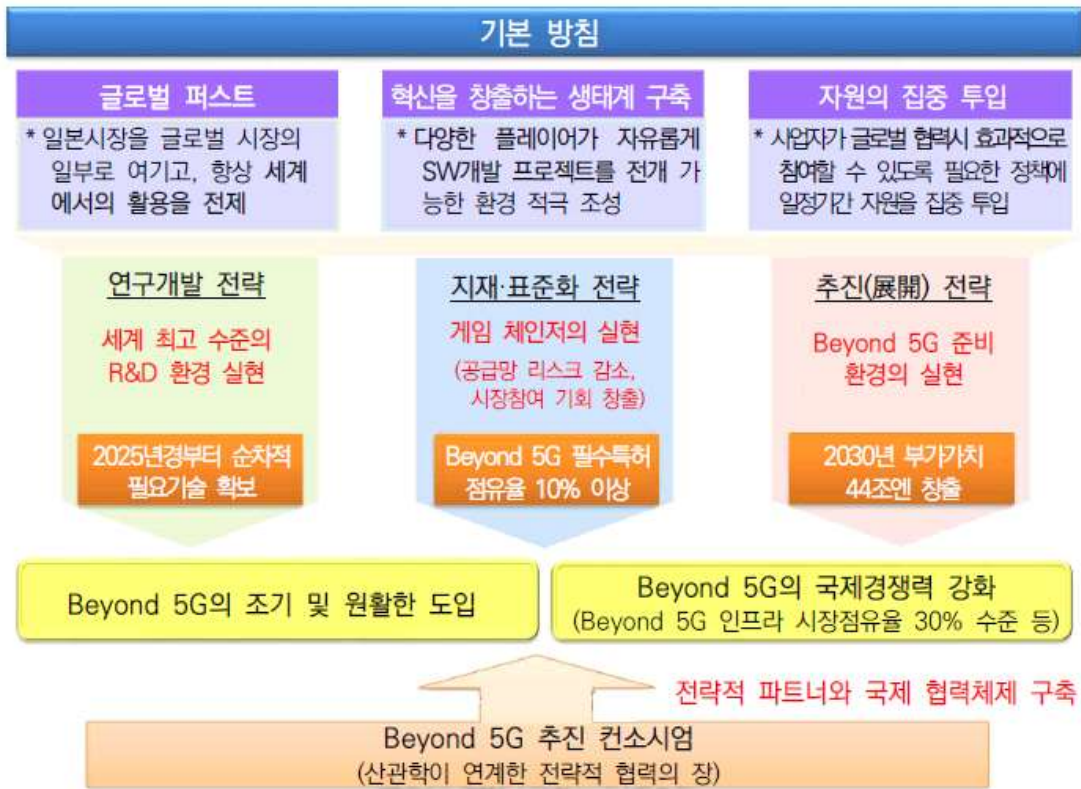 기본 방침
글로벌 퍼스트
* 일본시장을 글로벌 시장의
일부로 여기고, 항상 세계
에서의 활용을 전제
혁신을 창출하는 생태계 구축
* 다양한 플레이어가 자유롭게
SW개발 프로젝트를 전개 가
능한 환경 적극 조성
자원의 집중 투입
* 사업자가 글로벌 협력시 효과적으로
참여할 수 있도록 필요한 정책에
일정기간 자원을 집중 투입
연구개발 전략
세계 최고 수준의
R&D 환경 실현
2025년경부터 순차적
필요기술 확보
지재·표준화 전략
게임 체인저의 실현
(공급망 리스크 감소,
시장참여 기회 창출)
Beyond 5G 필수특허
점유율 10% 이상
추진(展開) 전략
Beyond 5G 준비
환경의 실현
2030년 부가가치
44조엔 창출
Beyond 5G의 조기 및 원활한 도입
Beyond 5G의 국제경쟁력 강화
(Beyond 5G 인프라 시장점유율 30% 수준 등)
전략적 파트너와 국제 협력체제 구축
Beyond 5G 추진 컨소시엄
(산관학이 연계한 전략적 협력의 장)